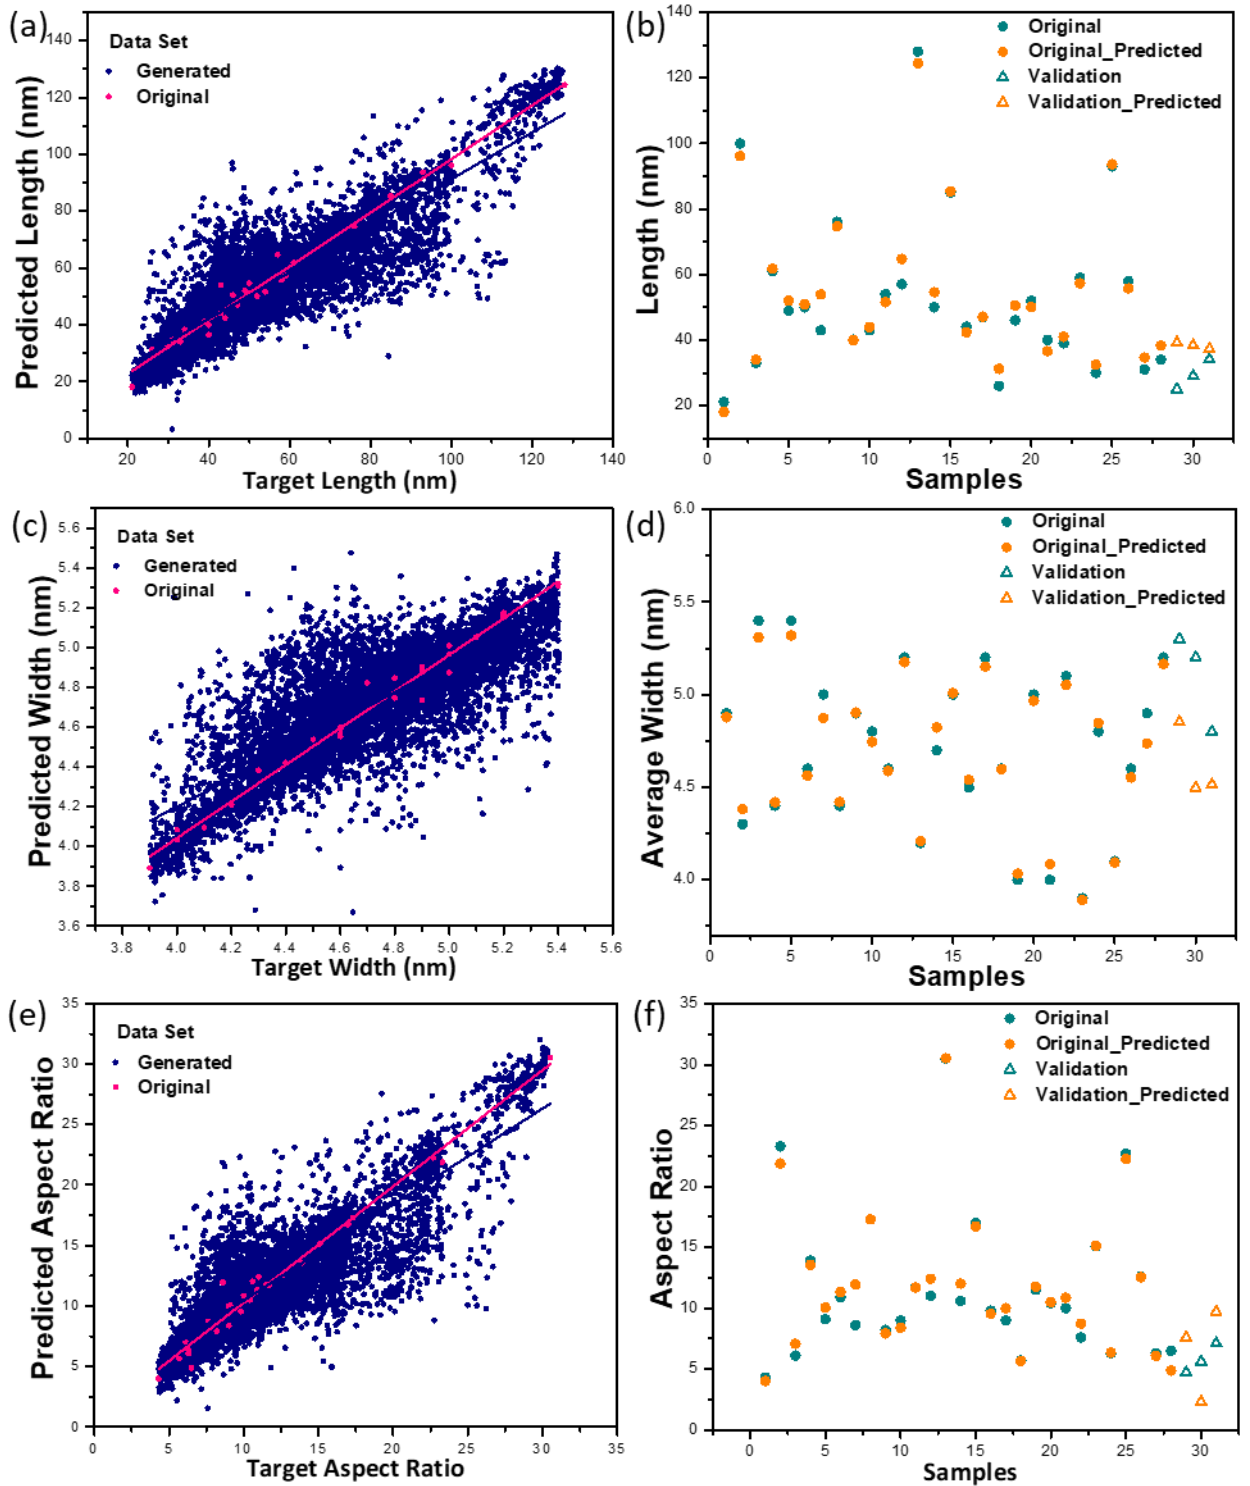 (a)
140
120
100
80
60
40
20
0
Predicted Length (nm)
Data Set
Generated
Original
20 40 60 80 100 120 140
Target Length (nm)
(b)
140
120
100
80
60
40
20
Length (nm)
Original
Original_Predicted
Validation
Validation_Predicted
0 5 10 15 20 25 30
Samples
(c)
5.6
5.4
5.2
5.0
4.8
4.6
4.4
4.2
4.0
3.8
3.6
Predicted Width (nm)
Data Set
Generated
Original
3.8 4.0 4.2 4.4 4.6 4.8 5.0 5.2 5.4 5.6
Target Width (nm)
(d)
6.0
5.5
5.0
4.5
4.0
Average Width (nm)
Original
Original_Predicted
Validation
Validation_Predicted
0 5 10 15 20 25 30
Samples
(e)
35
30
25
20
15
10
5
0
Predicted Aspect Ratio
Data Set
Generated
Original
0 5 10 15 20 25 30 35
Target Aspect Ratio
(f)
35
30
25
20
15
10
5
0
Aspect Ratio
Original
Original_Predicted
Validation
Validation_Predicted
0 5 10 15 20 25 30
Samples